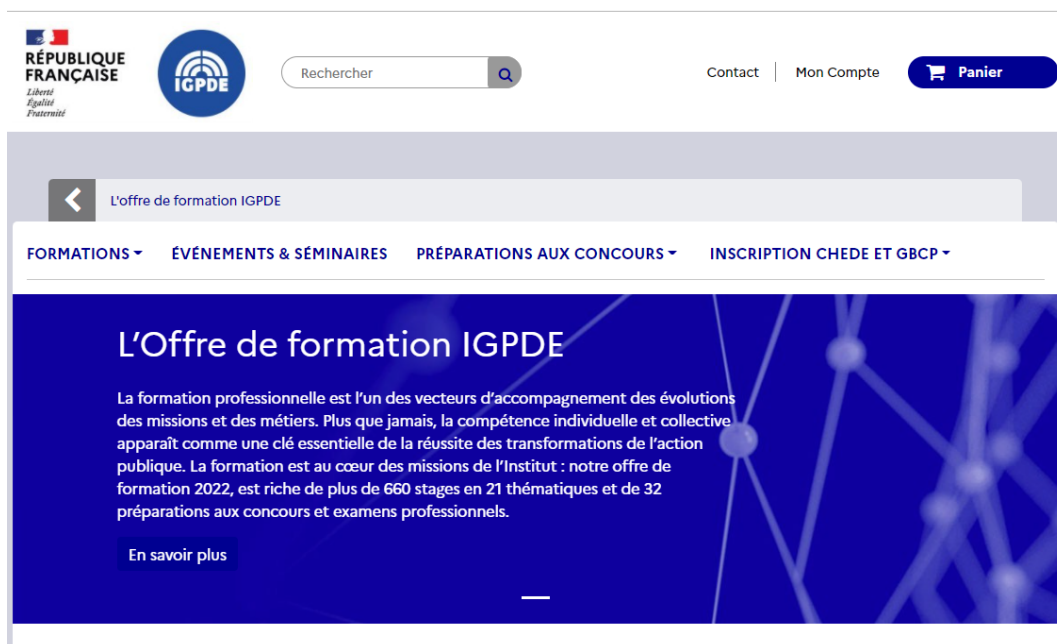 RÉPUBLIQUE
FRANÇAISE
Liberté
Égalité
Fraternité
IGPDE
Rechercher
Contact
Mon Compte
Panier
L'offre de formation IGPDE
FORMATIONS
ÉVÉNEMENTS & SÉMINAIRES
PRÉPARATIONS AUX CONCOURS
INSCRIPTION CHEDE ET GBCP
L’Offre de formation IGPDE
La formation professionnelle est l’un des vecteurs d’accompagnement des évolutions
des missions et des métiers. Plus que jamais, la compétence individuelle et collective
apparaît comme une clé essentielle de la réussite des transformations de l’action
publique. La formation est au cœur des missions de l’Institut : notre offre de
formation 2022, est riche de plus de 660 stages en 21 thématiques et de 32
préparations aux concours et examens professionnels.
En savoir plus